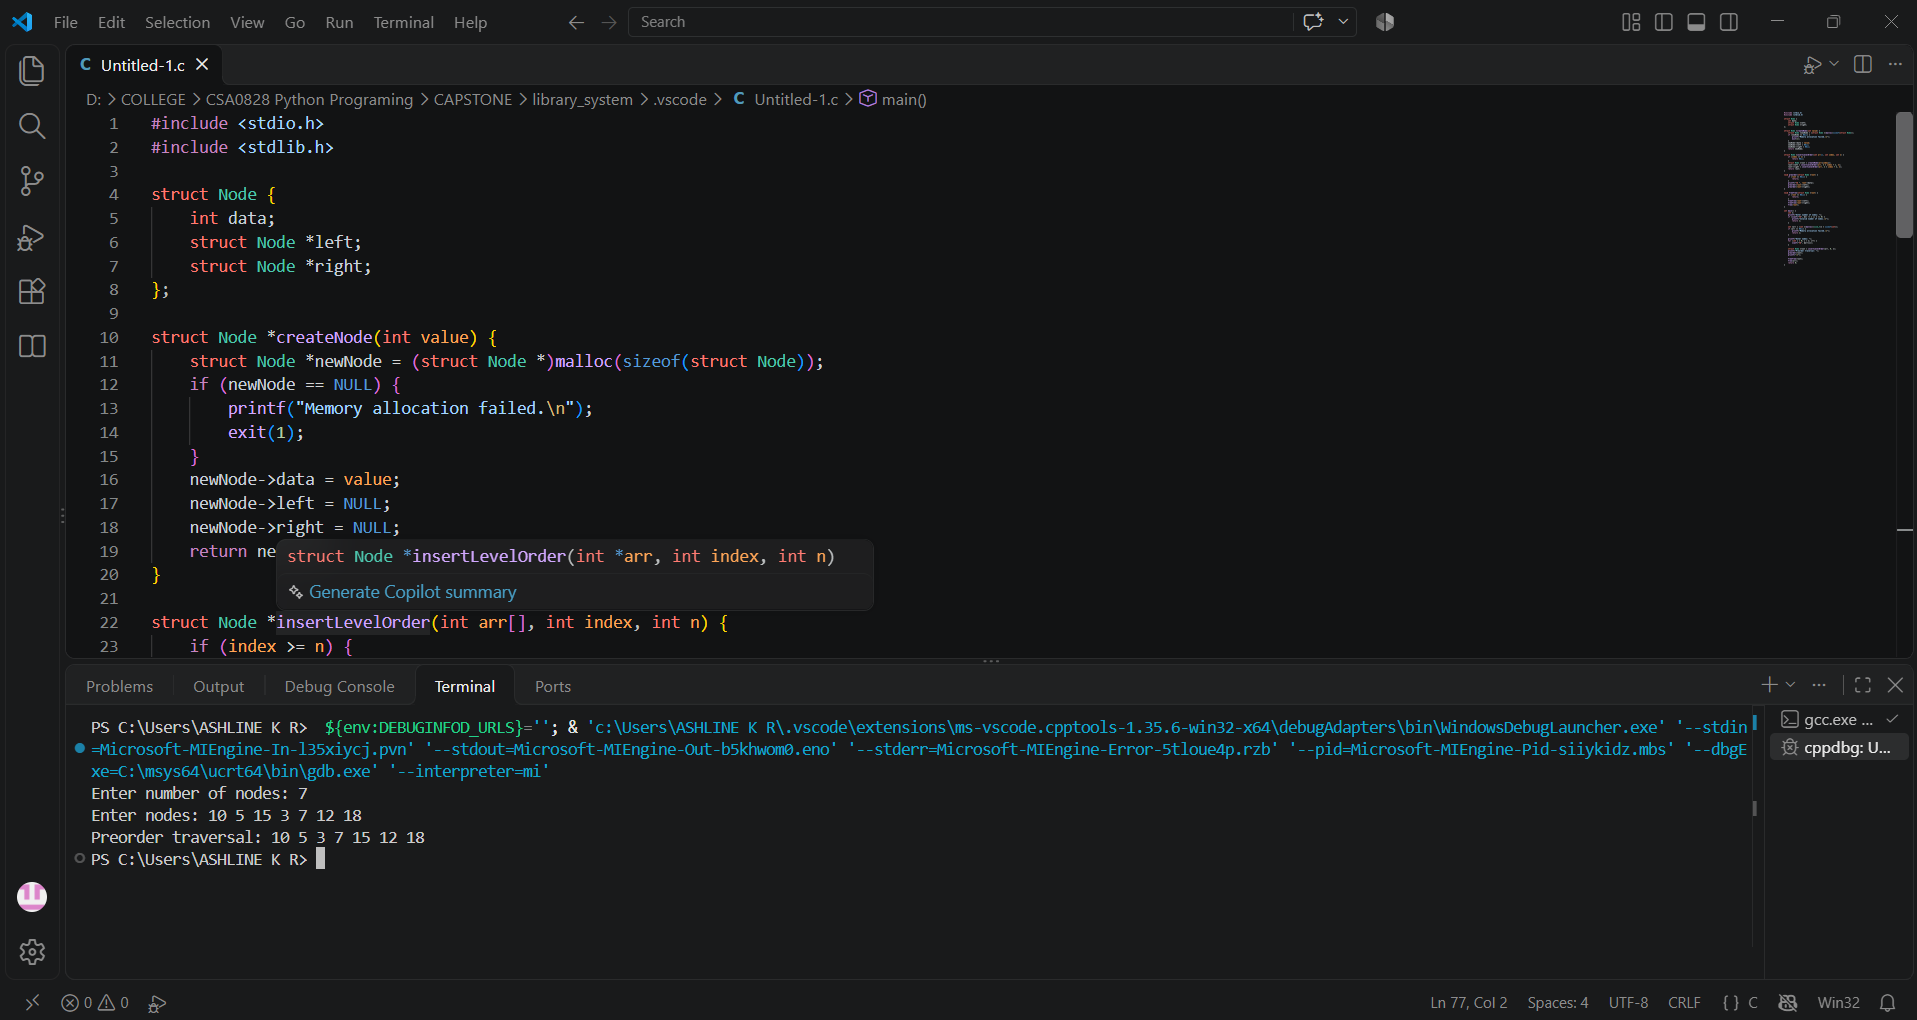 File Edit Selection View Go Run Terminal Help Search
C Untitled-1.c
D: > COLLEGE > CSA0828 Python Programing > CAPSTONE > library_system > .vscode > C Untitled-1.c > main()
1 #include <stdio.h>
2 #include <stdlib.h>
3
4 struct Node {
5 int data;
6 struct Node *left;
7 struct Node *right;
8 };
9
10 struct Node *createNode(int value) {
11 struct Node *newNode = (struct Node *)malloc(sizeof(struct Node));
12 if (newNode == NULL) {
13 printf("Memory allocation failed.\n");
14 exit(1);
15 }
16 newNode->data = value;
17 newNode->left = NULL;
18 newNode->right = NULL;
19 return ne
struct Node *insertLevelOrder(int *arr, int index, int n)
20 }
Generate Copilot summary
21
22 struct Node *insertLevelOrder(int arr[], int index, int n) {
23 if (index >= n) {
Problems Output Debug Console Terminal Ports
PS C:\Users\ASHLINE K R> ${env:DEBUGINFOD_URLS}=''; & 'c:\Users\ASHLINE K R\.vscode\extensions\ms-vscode.cpptools-1.35.6-win32-x64\debugAdapters\bin\WindowsDebugLauncher.exe' '--stdin
=Microsoft-MIEngine-In-l35xiycj.pvn' '--stdout=Microsoft-MIEngine-Out-b5khwom0.eno' '--stderr=Microsoft-MIEngine-Error-5tloue4p.rzb' '--pid=Microsoft-MIEngine-Pid-siiykidz.mbs' '--dbgE
xe=C:\msys64\ucrt64\bin\gdb.exe' '--interpreter=mi'
Enter number of nodes: 7
Enter nodes: 10 5 15 3 7 12 18
Preorder traversal: 10 5 3 7 15 12 18
PS C:\Users\ASHLINE K R>
gcc.exe ...
cppdbg: U...
0 0 Ln 77, Col 2 Spaces: 4 UTF-8 CRLF {} C Win32